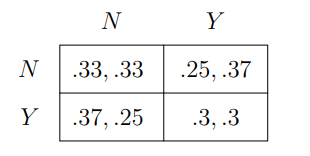 N Y
N .33, .33 .25, .37
Y .37, .25 .3, .3